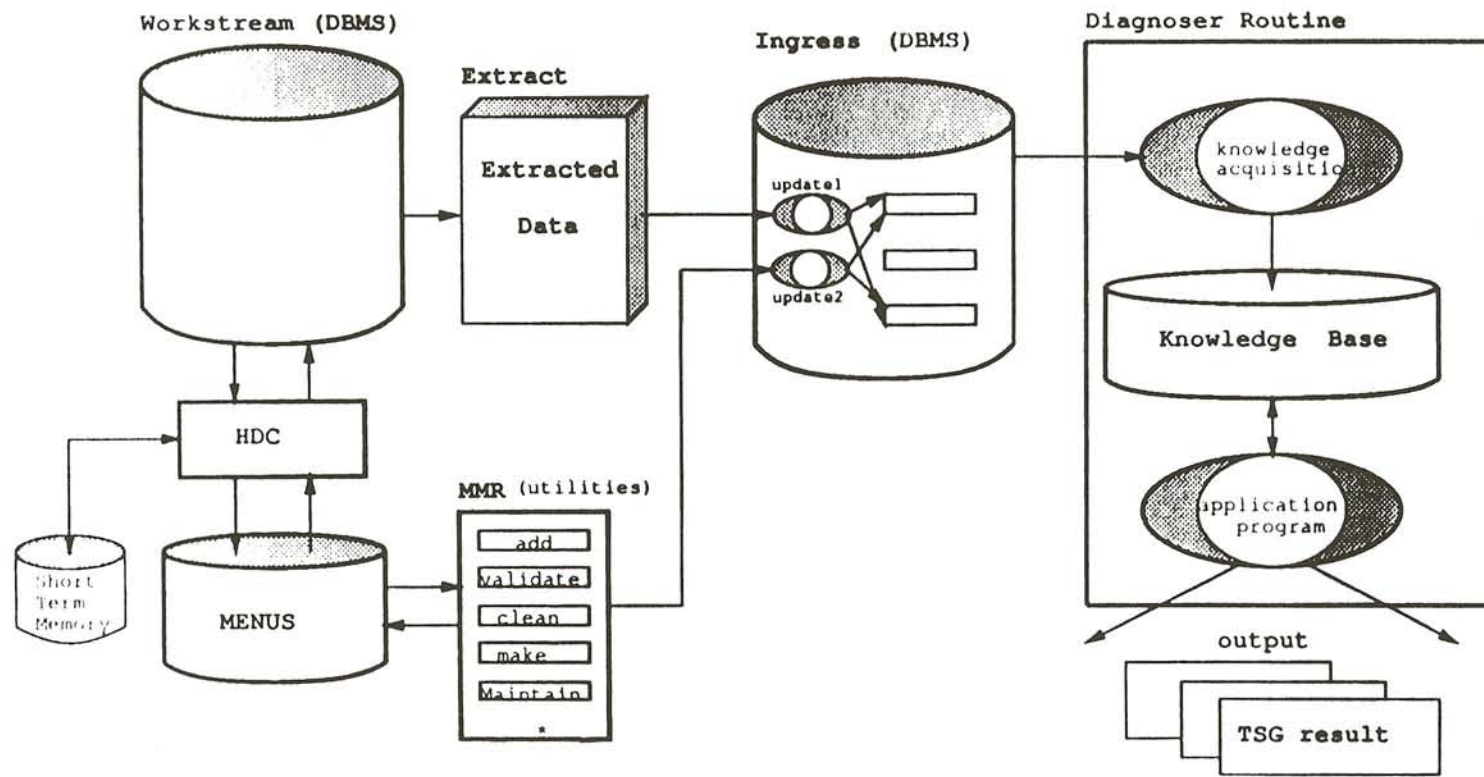 Workstream (DBMS)
Extract
Extracted
Data
Ingress (DBMS)
update1
update2
Diagnoser Routine
knowledge
acquisition
Knowledge Base
application
program
output
TSG result
HDC
Short
Term
Memory
MENUS
MMR (utilities)
add
validate
clean
make
Maintain
*